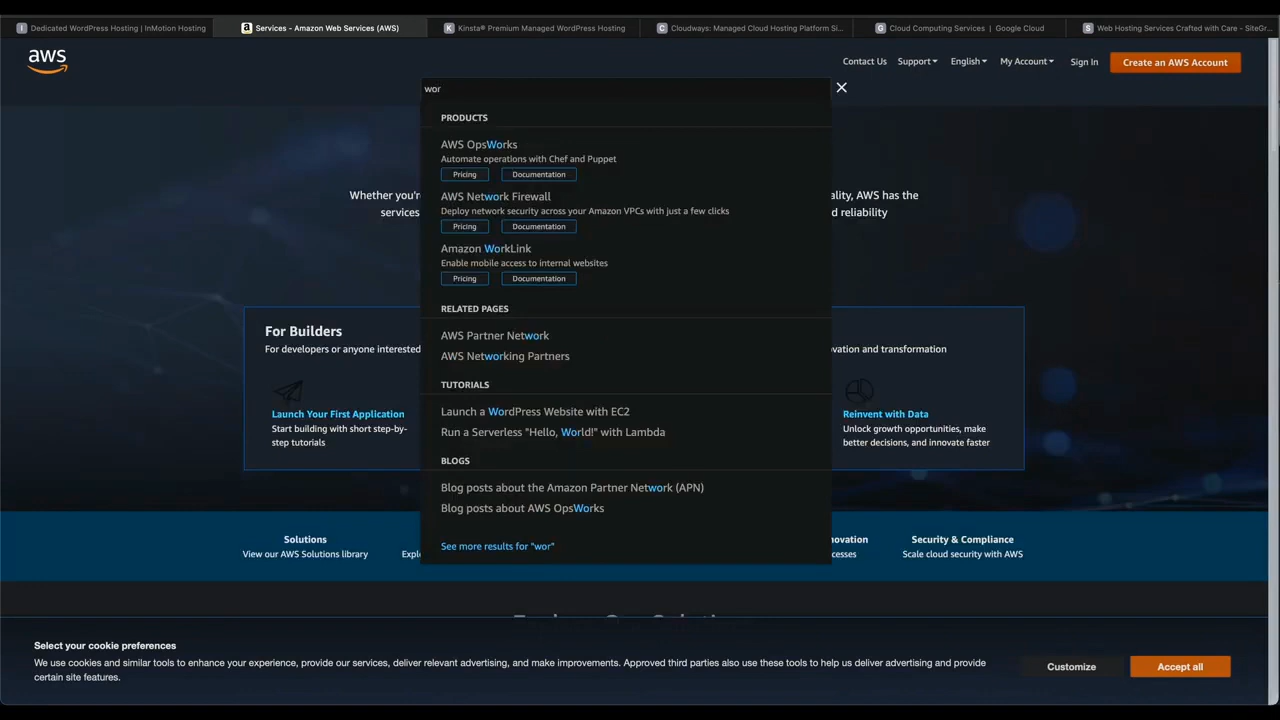 Dedicated WordPress Hosting | InMotion Hosting
Services - Amazon Web Services (AWS)
Kinsta® Premium Managed WordPress Hosting
Cloudways: Managed Cloud Hosting Platform Si...
Cloud Computing Services | Google Cloud
Web Hosting Services Crafted with Care - SiteGr...
aws
Contact Us
Support
English
My Account
Sign In
Create an AWS Account
wor
PRODUCTS
AWS OpsWorks
Automate operations with Chef and Puppet
Pricing
Documentation
AWS Network Firewall
Deploy network security across your Amazon VPCs with just a few clicks
Pricing
Documentation
Amazon WorkLink
Enable mobile access to internal websites
Pricing
Documentation
RELATED PAGES
AWS Partner Network
AWS Networking Partners
TUTORIALS
Launch a WordPress Website with EC2
Run a Serverless "Hello, World!" with Lambda
BLOGS
Blog posts about the Amazon Partner Network (APN)
Blog posts about AWS OpsWorks
See more results for "wor"
Whether you'r
ality, AWS has the
services
d reliability
For Builders
For developers or anyone interested
Launch Your First Application
Start building with short step-by-
step tutorials
ovation and transformation
Reinvent with Data
Unlock growth opportunities, make
better decisions, and innovate faster
Solutions
View our AWS Solutions library
Expl
novation
cesses
Security & Compliance
Scale cloud security with AWS
Select your cookie preferences
We use cookies and similar tools to enhance your experience, provide our services, deliver relevant advertising, and make improvements. Approved third parties also use these tools to help us deliver advertising and provide
certain site features.
Customize
Accept all